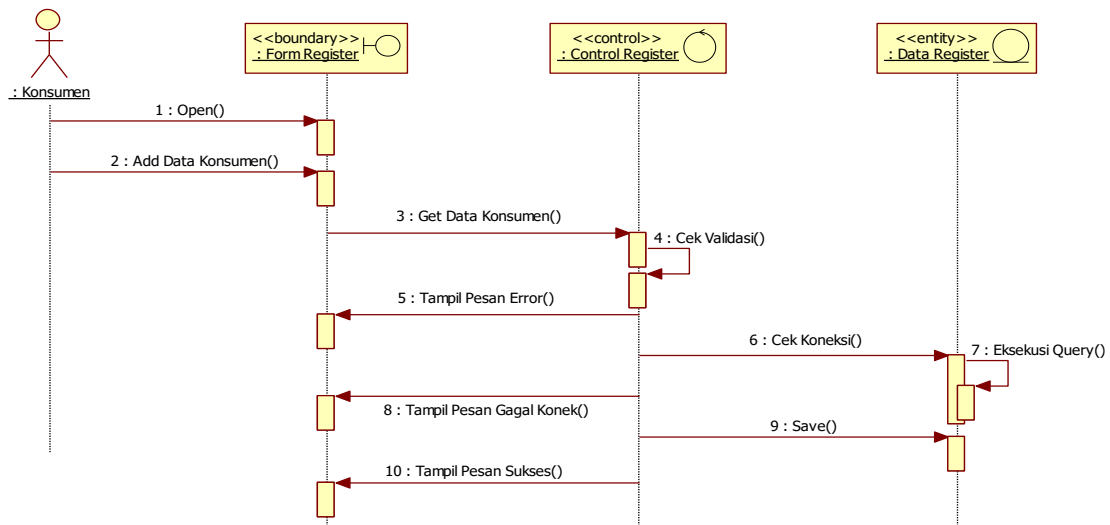 <<boundary>>
: Form Register
<<control>>
: Control Register
<<entity>>
: Data Register
: Konsumen
1 : Open()
2 : Add Data Konsumen()
3 : Get Data Konsumen()
4 : Cek Validasi()
5 : Tampil Pesan Error()
6 : Cek Koneksi()
7 : Eksekusi Query()
8 : Tampil Pesan Gagal Konek()
9 : Save()
10 : Tampil Pesan Sukses()